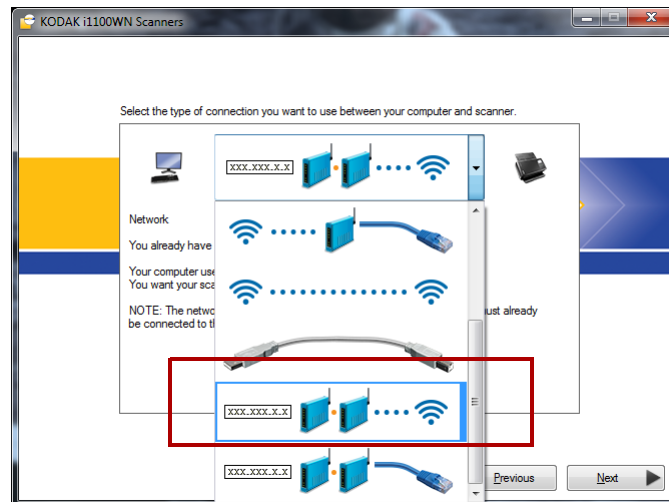 KODAK i1100WN Scanners
Select the type of connection you want to use between your computer and scanner.
xxx.xxx.x.x
Network
You already have
Your computer use
You want your sca
NOTE: The netwo
ust already
be connected to th
xxx.xxx.x.x
xxx.xxx.x.x
Previous
Next